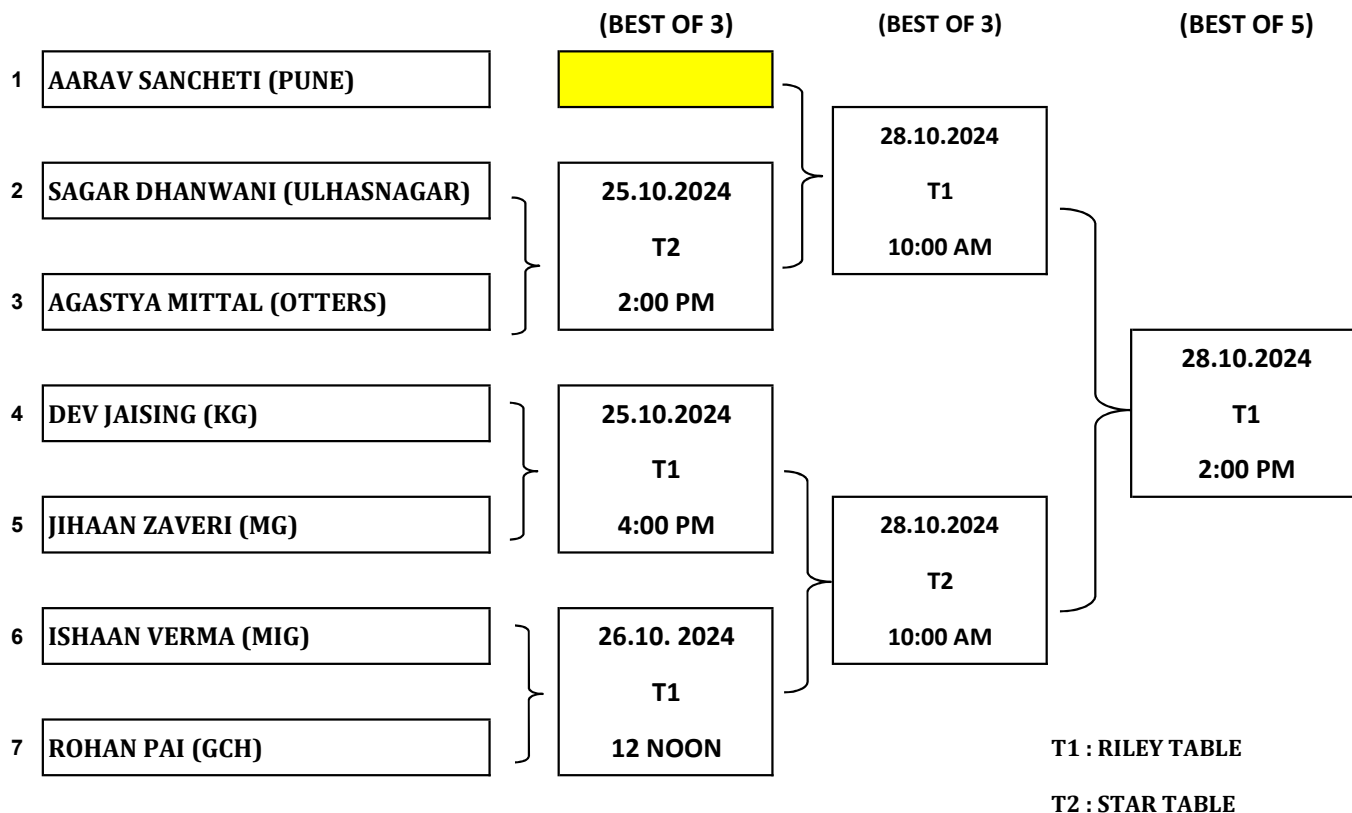 (BEST OF 3) (BEST OF 3) (BEST OF 5)
1 AARAV SANCHETI (PUNE)
28.10.2024
2 SAGAR DHANWANI (ULHASNAGAR) 25.10.2024 T1
T2 10:00 AM
3 AGASTYA MITTAL (OTTERS) 2:00 PM
28.10.2024
4 DEV JAISING (KG) 25.10.2024 T1
T1 2:00 PM
5 JIHAAN ZAVERI (MG) 4:00 PM 28.10.2024
T2
6 ISHAAN VERMA (MIG) 26.10. 2024 10:00 AM
T1
7 ROHAN PAI (GCH) 12 NOON T1 : RILEY TABLE
T2 : STAR TABLE